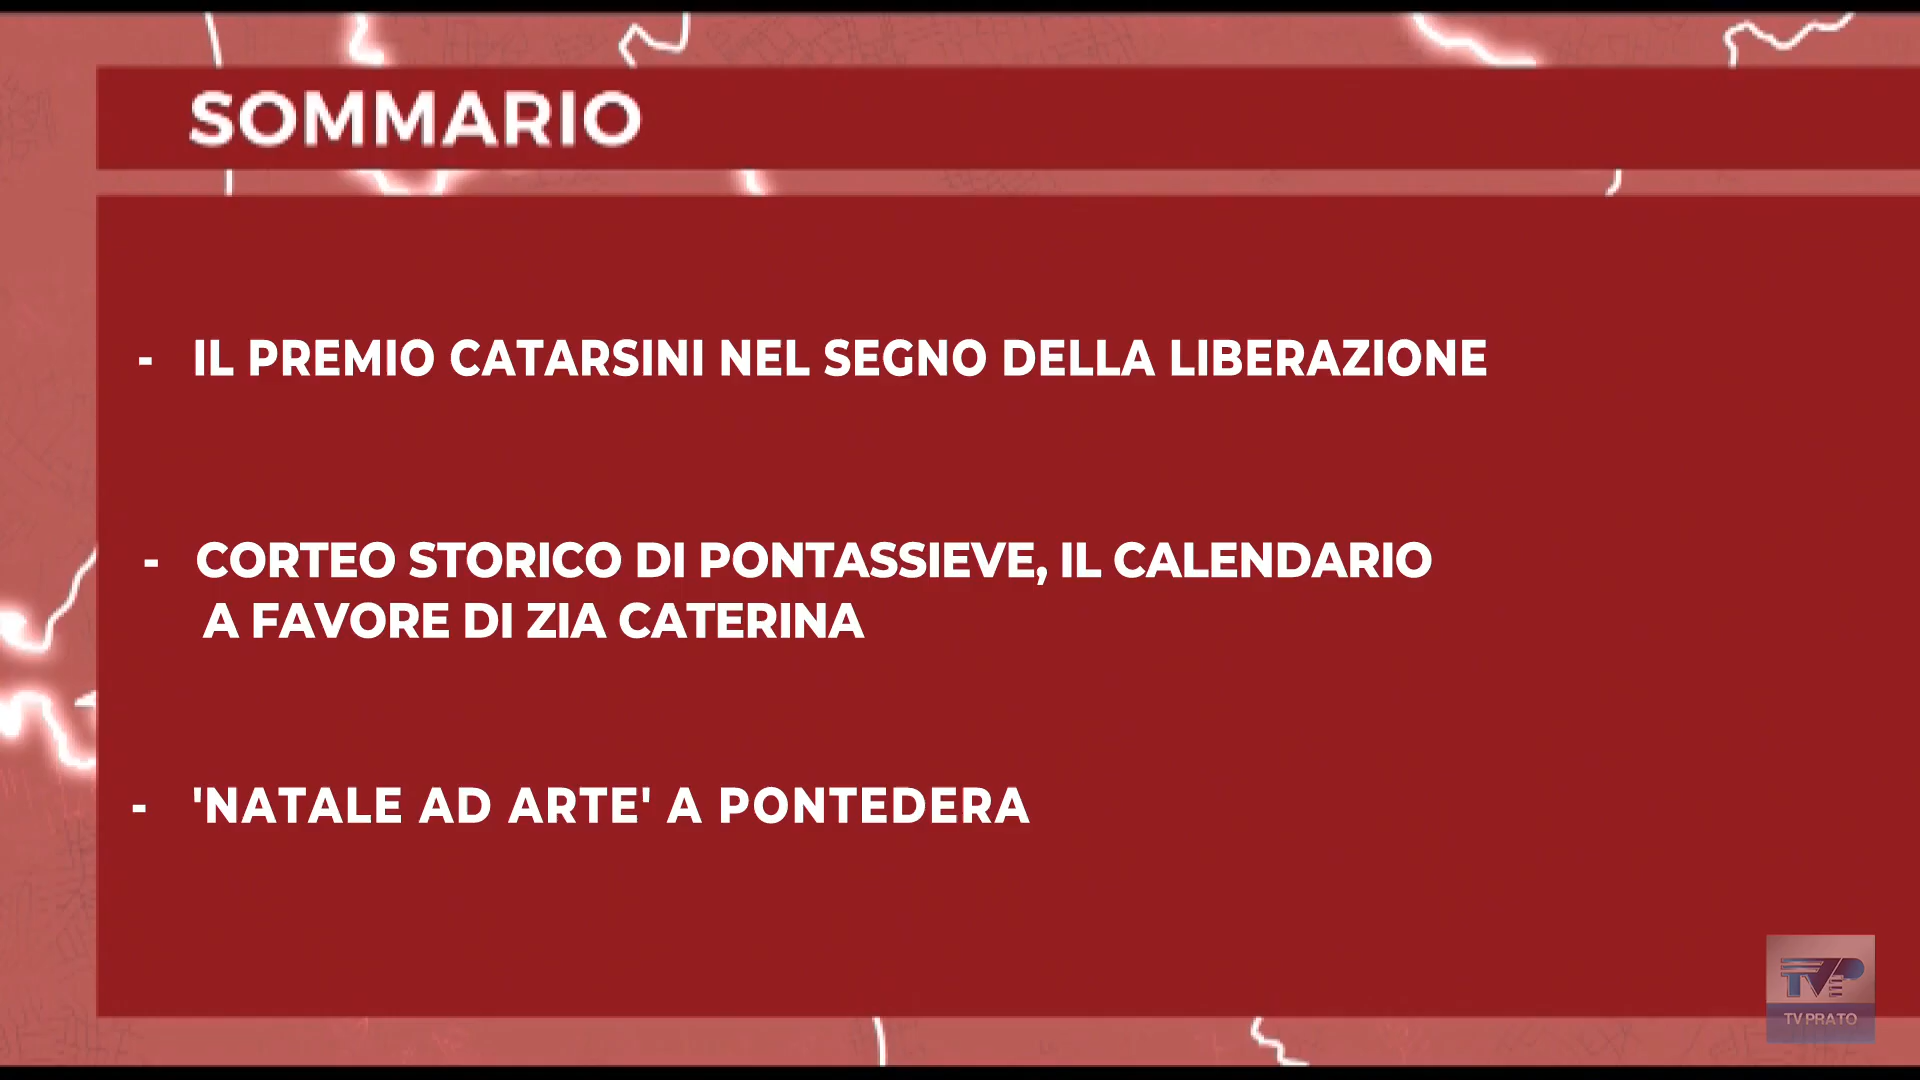 SOMMARIO
- IL PREMIO CATARSINI NEL SEGNO DELLA LIBERAZIONE
- CORTEO STORICO DI PONTASSIEVE, IL CALENDARIO
A FAVORE DI ZIA CATERINA
- 'NATALE AD ARTE' A PONTEDERA
TVP
TV PRATO